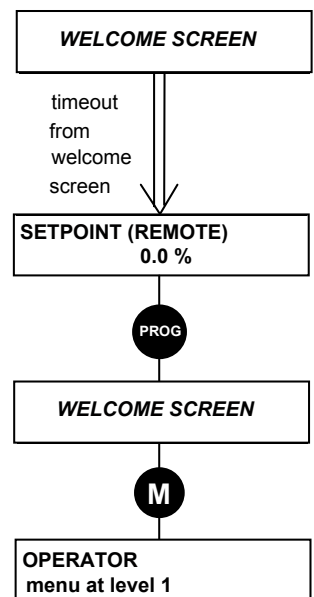 WELCOME SCREEN
timeout
from
welcome
screen
SETPOINT (REMOTE)
0.0 %
PROG
WELCOME SCREEN
M
OPERATOR
menu at level 1